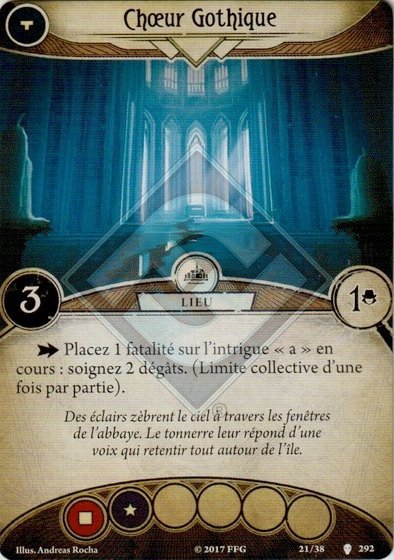 Chœur Gothique
3
LIEU
1
Placez 1 fatalité sur l'intrigue « a » en
cours : soignez 2 dégâts. (Limite collective d'une
fois par partie).
Des éclairs zèbrent le ciel à travers les fenêtres
de l'abbaye. Le tonnerre leur répond d'une
voix qui retentir tout autour de l'île.
Illus. Andreas Rocha
© 2017 FFG
21/38
292